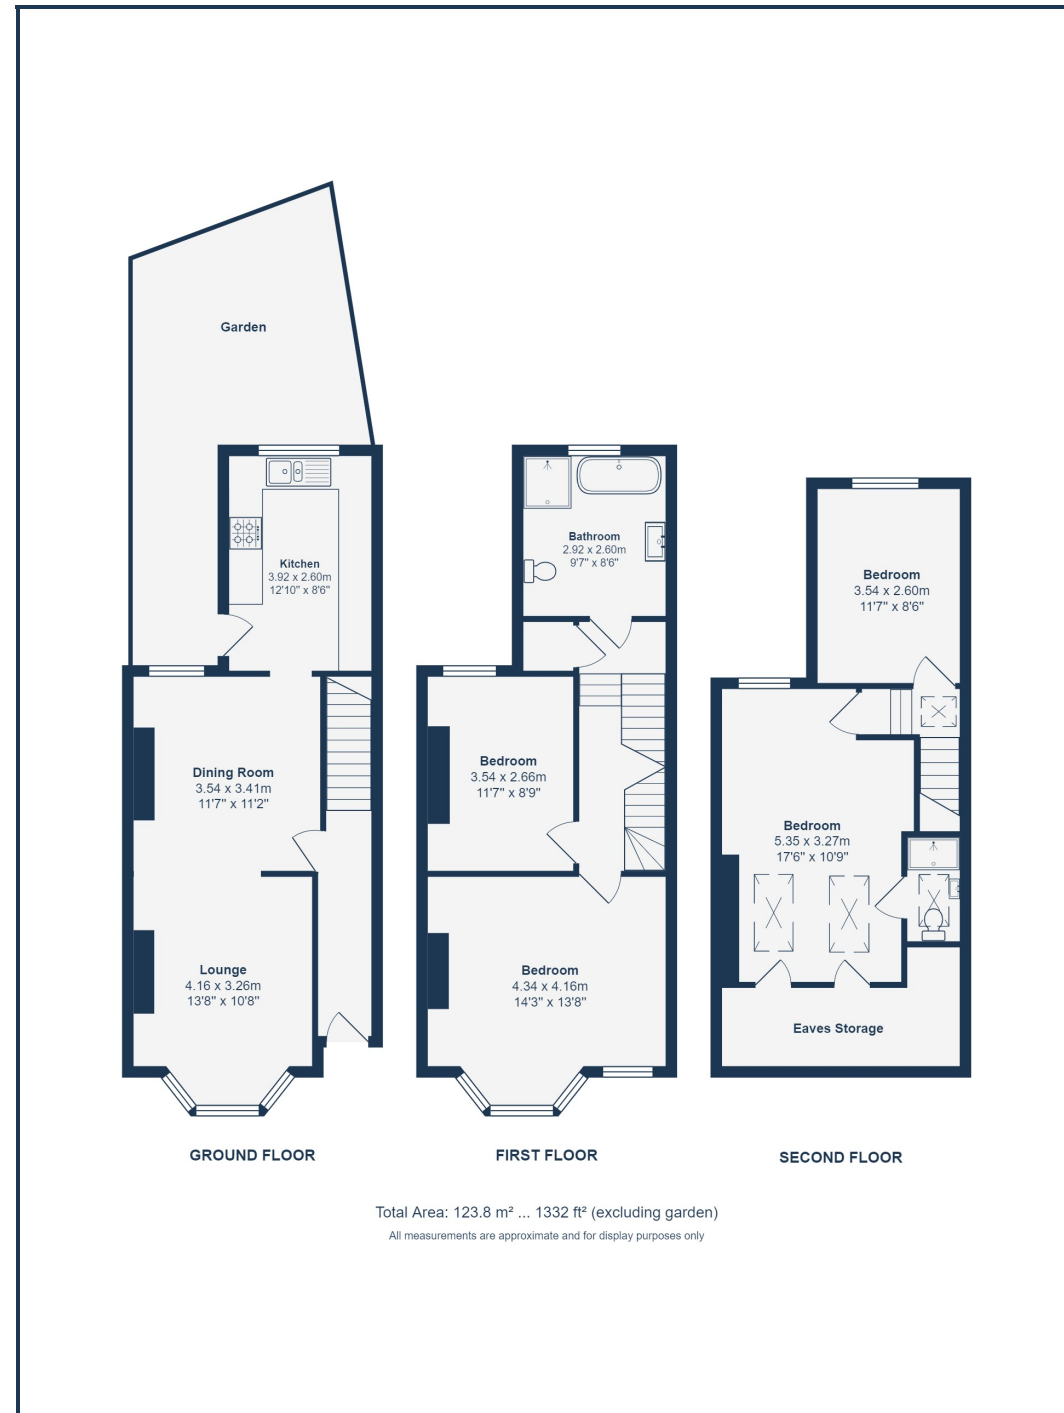 Garden
Kitchen
3.92 x 2.60m
12'10" x 8'6"
Dining Room
3.54 x 3.41m
11'7" x 11'2"
Lounge
4.16 x 3.26m
13'8" x 10'8"
GROUND FLOOR
Bathroom
2.92 x 2.60m
9'7" x 8'6"
Bedroom
3.54 x 2.66m
11'7" x 8'9"
Bedroom
4.34 x 4.16m
14'3" x 13'8"
FIRST FLOOR
Bedroom
3.54 x 2.60m
11'7" x 8'6"
Bedroom
5.35 x 3.27m
17'6" x 10'9"
Eaves Storage
SECOND FLOOR
Total Area: 123.8 m² ... 1332 ft² (excluding garden)
All measurements are approximate and for display purposes only